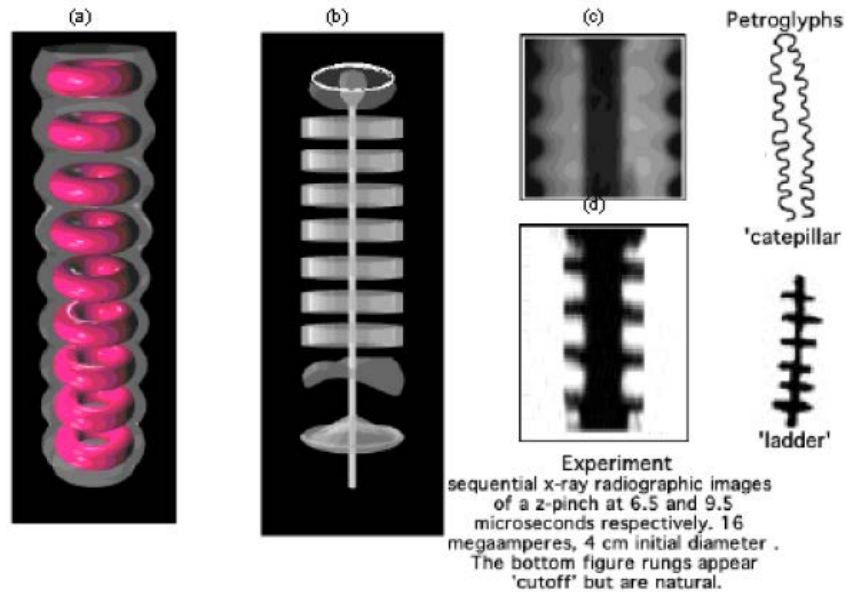 (a)
(b)
(c)
Petroglyphs
(d)
'catepillar
'ladder'
Experiment
sequential x-ray radiographic images
of a z-pinch at 6.5 and 9.5
microseconds respectively. 16
megaamperes, 4 cm initial diameter .
The bottom figure rungs appear
'cutoff' but are natural.